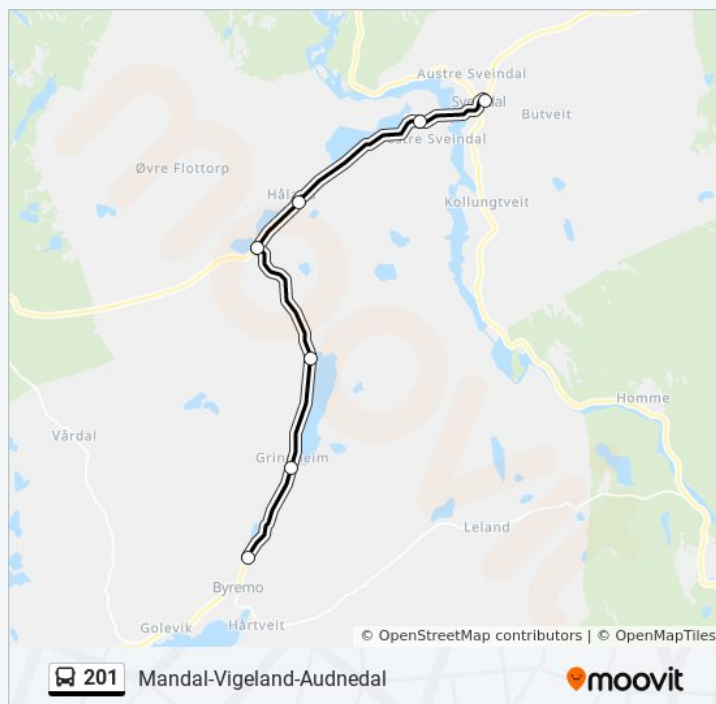 Austre Sveindal
Butveit
Øvre Flottorp
Kollungtveit
Homme
Vårdal
Leland
Byremo
Golevik
Hårtveit
© OpenStreetMap contributors | © OpenMapTiles
201 Mandal-Vigeland-Audnedal
moovit